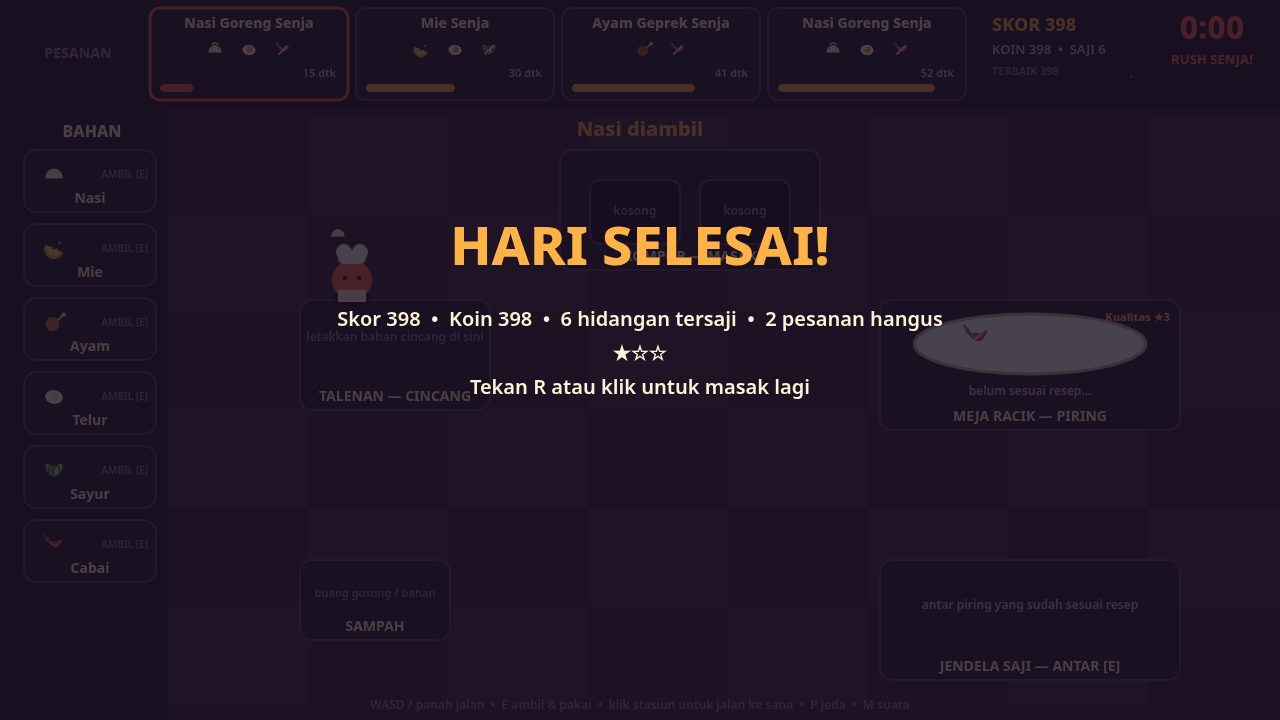 PESANAN
Nasi Goreng Senja
15 dtk
Mie Senja
30 dtk
Ayam Geprek Senja
41 dtk
Nasi Goreng Senja
52 dtk
SKOR 398
KOIN 398 • SAJI 6
TERBAIK 398
0:00
RUSH SENJA!
BAHAN
AMBIL [E]
Nasi
AMBIL [E]
Mie
AMBIL [E]
Ayam
AMBIL [E]
Telur
AMBIL [E]
Sayur
AMBIL [E]
Cabai
Nasi diambil
kosong
kosong
HARI SELESAI!
Skor 398 • Koin 398 • 6 hidangan tersaji • 2 pesanan hangus
★☆☆
Tekan R atau klik untuk masak lagi
letakkan bahan cincang di sini
TALENAN — CINCANG
Kualitas ★3
belum sesuai resep...
MEJA RACIK — PIRING
buang gosong / bahan
SAMPAH
antar piring yang sudah sesuai resep
JENDELA SAJI — ANTAR [E]
WASD / panah jalan • E ambil & pakai • klik stasiun untuk jalan ke sana • P jeda • M suara